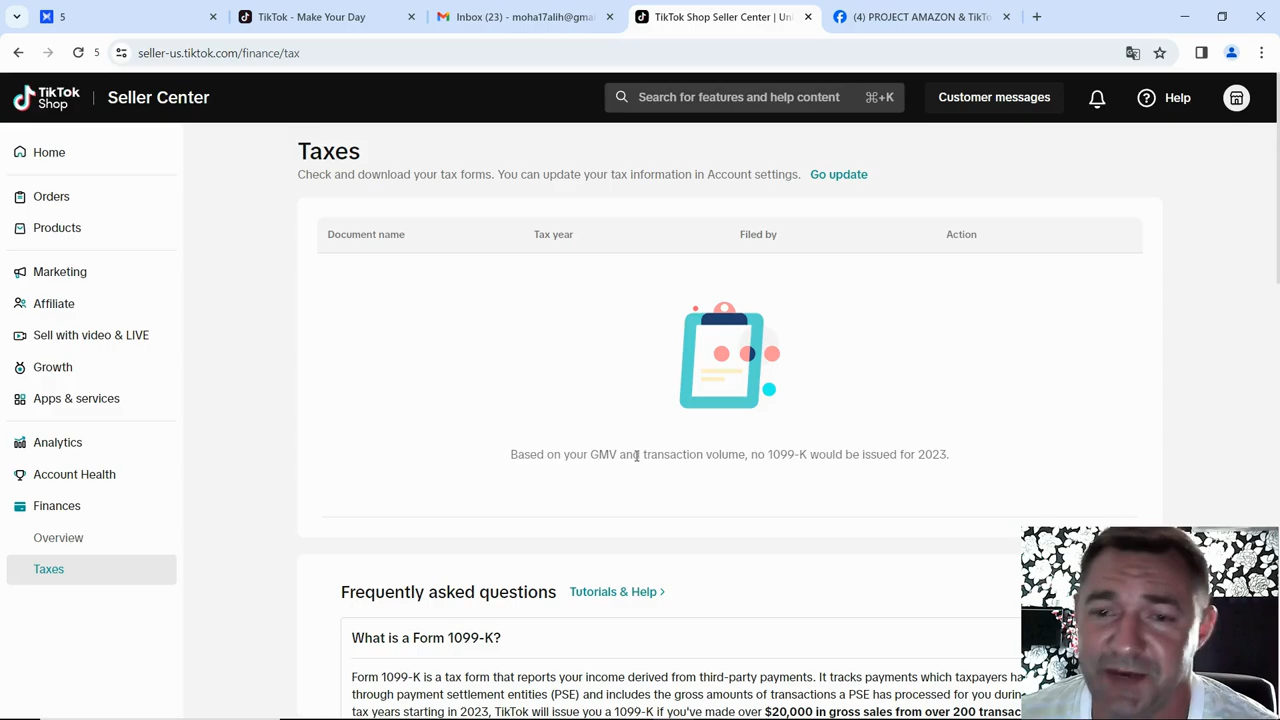 5
TikTok - Make Your Day
Inbox (23) - moha17alih@gmai
TikTok Shop Seller Center | Uni
(4) PROJECT AMAZON & TikTo
5
seller-us.tiktok.com/finance/tax
TikTok Shop
Seller Center
Search for features and help content
⌘+K
Customer messages
Help
Home
Orders
Products
Marketing
Affiliate
Sell with video & LIVE
Growth
Apps & services
Analytics
Account Health
Finances
Overview
Taxes
Taxes
Check and download your tax forms. You can update your tax information in Account settings. Go update
Document name
Tax year
Filed by
Action
Based on your GMV and transaction volume, no 1099-K would be issued for 2023.
Frequently asked questions
Tutorials & Help >
What is a Form 1099-K?
Form 1099-K is a tax form that reports your income derived from third-party payments. It tracks payments which taxpayers ha
through payment settlement entities (PSE) and includes the gross amounts of transactions a PSE has processed for you durin
tax years starting in 2023, TikTok will issue you a 1099-K if you've made over $20,000 in gross sales from over 200 transac